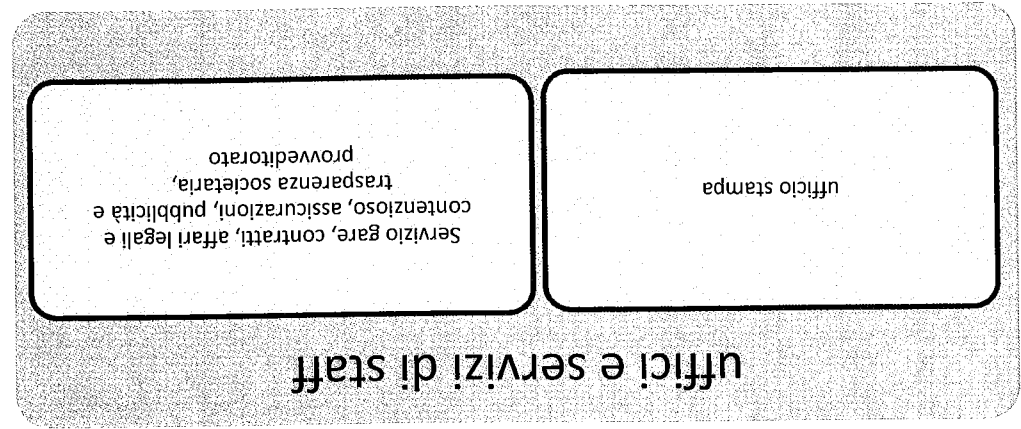 uffici e servizi di staff
ufficio stampa
Servizio gare, contratti, affari legali e
contenzioso, assicurazioni, pubblicità e
trasparenza societaria,
provveditorato